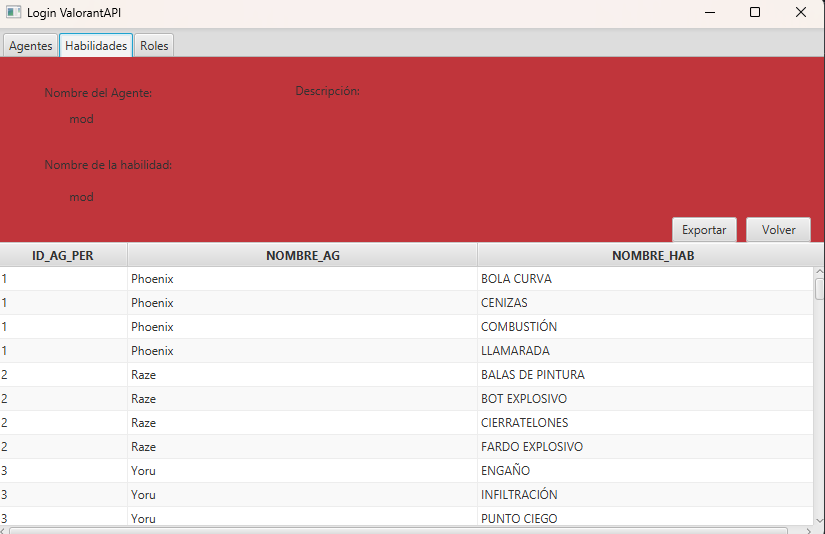 Login ValorantAPI
Agentes Habilidades Roles
Nombre del Agente: Descripción:
mod
Nombre de la habilidad:
mod
Exportar Volver
ID_AG_PER NOMBRE_AG NOMBRE_HAB
1 Phoenix BOLA CURVA
1 Phoenix CENIZAS
1 Phoenix COMBUSTIÓN
1 Phoenix LLAMARADA
2 Raze BALAS DE PINTURA
2 Raze BOT EXPLOSIVO
2 Raze CIERRATELONES
2 Raze FARDO EXPLOSIVO
3 Yoru ENGAÑO
3 Yoru INFILTRACIÓN
3 Yoru PUNTO CIEGO